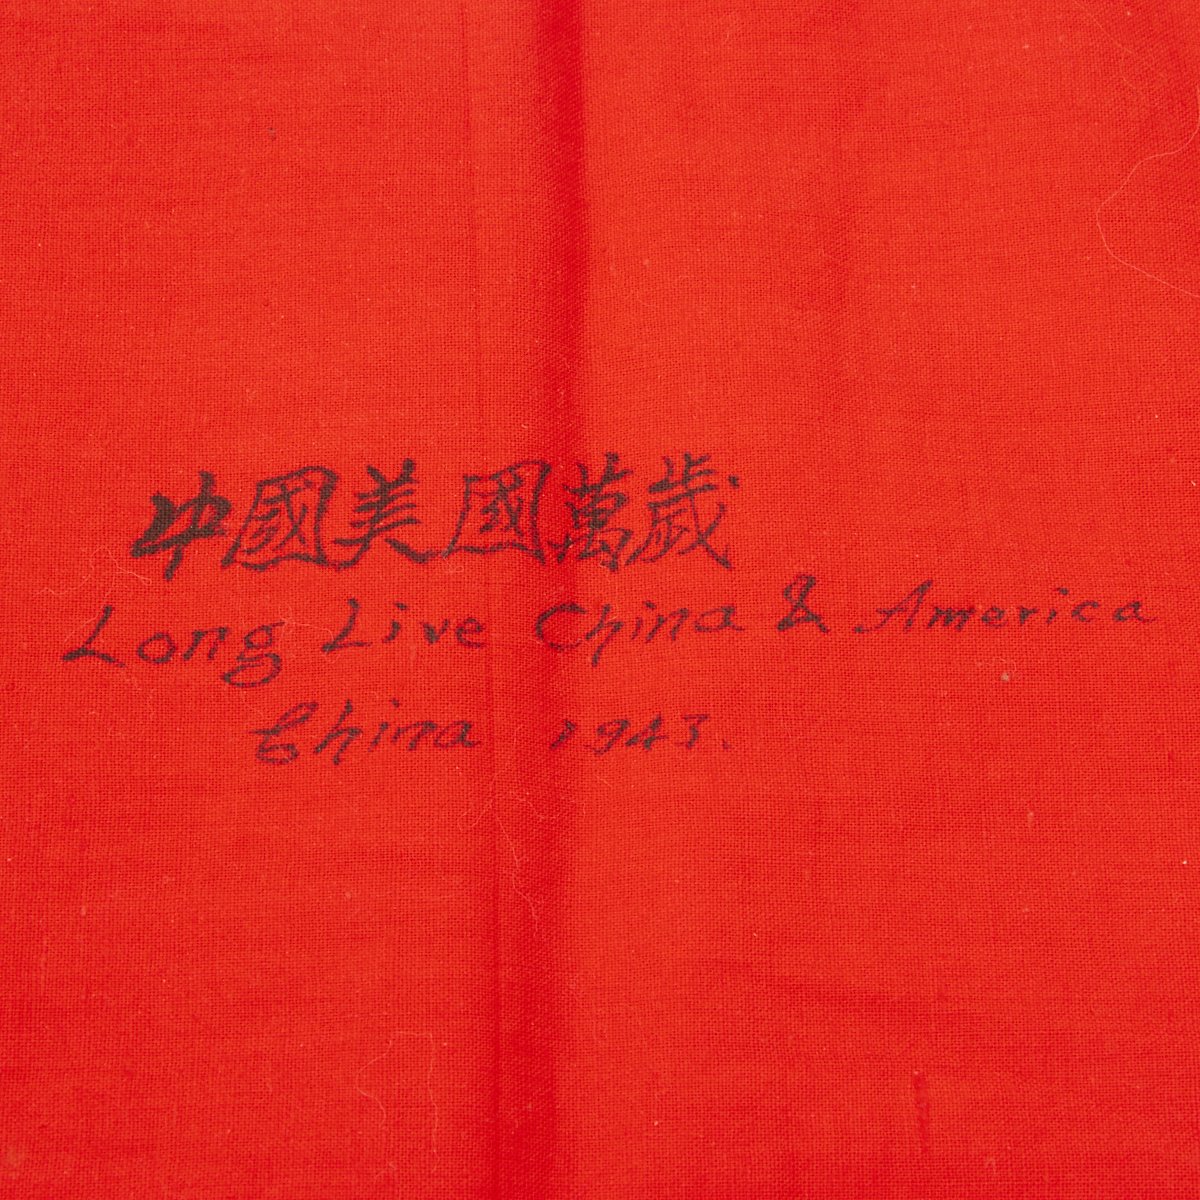 中國美國萬歲
Long Live China & America
China 1943.